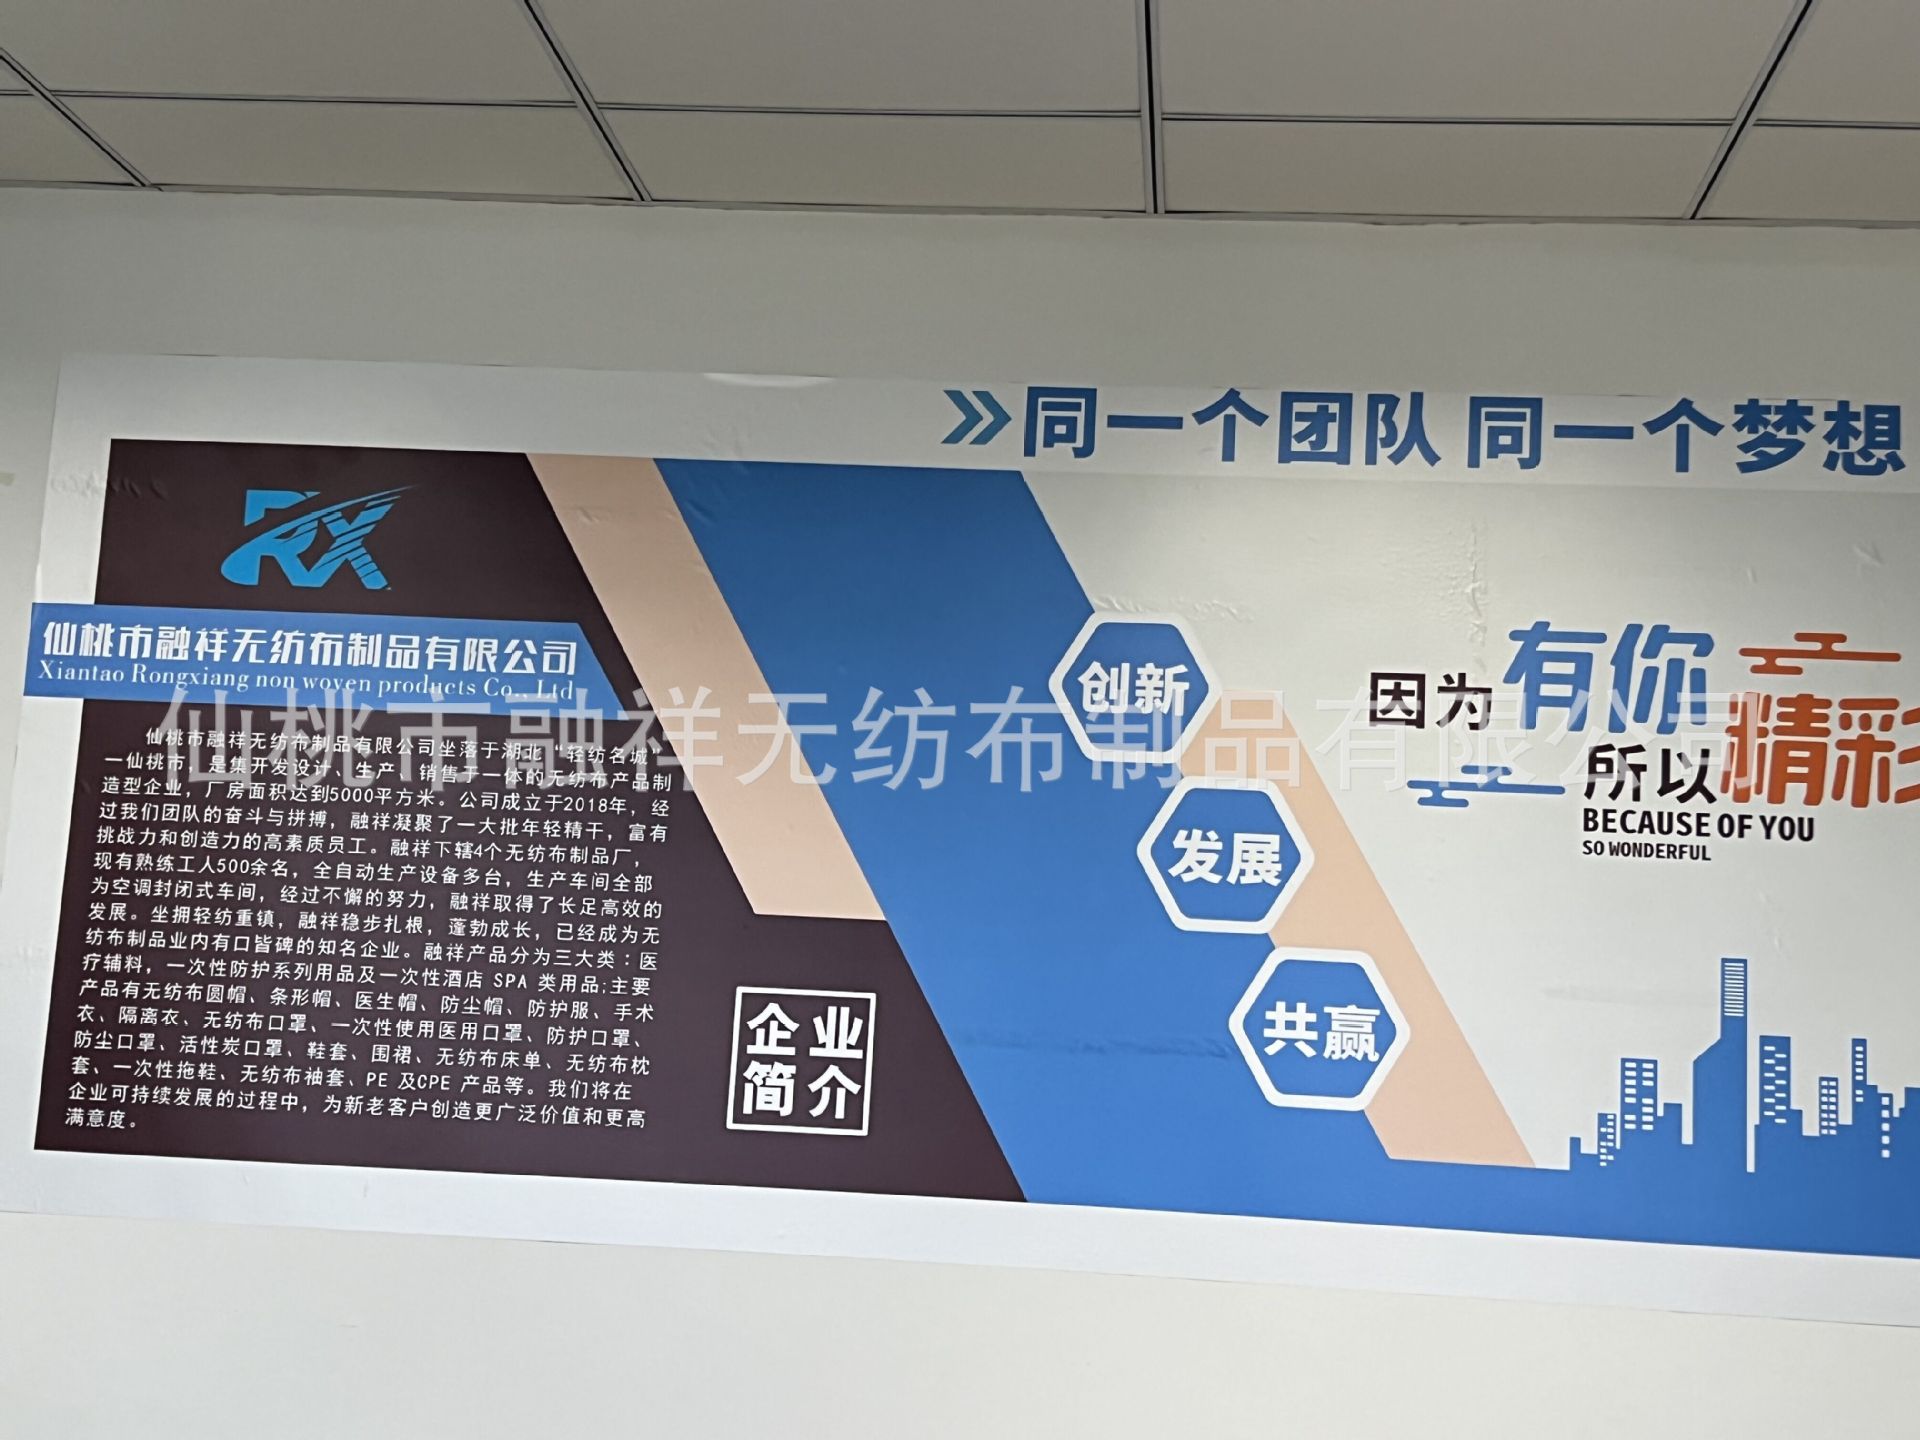 同一个团队 同一个梦想
RX
仙桃市融祥无纺布制品有限公司
Xiantao Rongxiang non woven products Co., Ltd
仙桃市融祥无纺布制品有限公司坐落于湖北“轻纺名城”
一仙桃市，是集开发设计、生产、销售于一体的无纺布产品制
造型企业，厂房面积达到5000平方米。公司成立于2018年，经
过我们团队的奋斗与拼搏，融祥凝聚了一大批年轻精干，富有
挑战力和创造力的高素质员工。融祥下辖4个无纺布制品厂，
现有熟练工人500余名，全自动生产设备多台，生产车间全部
为空调封闭式车间，经过不懈的努力，融祥取得了长足高效的
发展。坐拥轻纺重镇，融祥稳步扎根，蓬勃成长，已经成为无
纺布制品业内有口皆碑的知名企业。融祥产品分为三大类：医
疗辅料，一次性防护系列用品及一次性酒店 SPA 类用品;主要
产品有无纺布圆帽、条形帽、医生帽、防尘帽、防护服、手术
衣、隔离衣、无纺布口罩、一次性使用医用口罩、防护口罩、
防尘口罩、活性炭口罩、鞋套、围裙、无纺布床单、无纺布枕
套、一次性拖鞋、无纺布袖套、PE 及CPE 产品等。我们将在
企业可持续发展的过程中，为新老客户创造更广泛价值和更高
满意度。
企业
简介
创新
发展
共赢
因为有你
所以精彩
BECAUSE OF YOU
SO WONDERFUL
仙桃市融祥无纺布制品有限公司